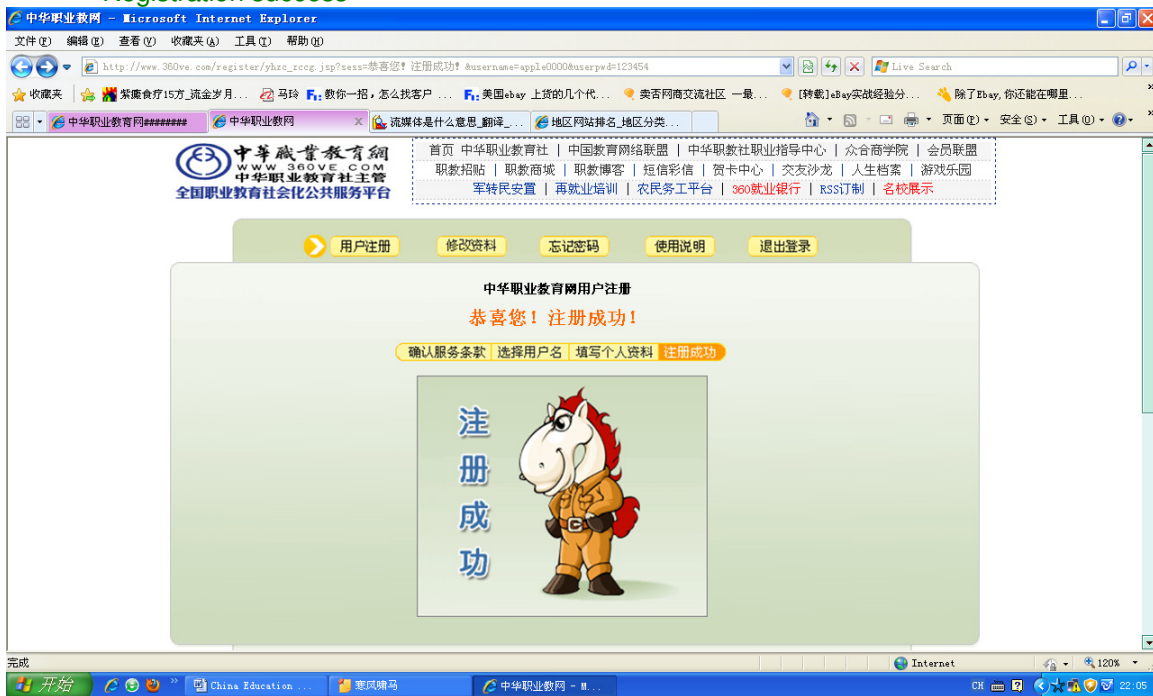 Registration success
中华职业教网 - Microsoft Internet Explorer
文件(F) 编辑(E) 查看(V) 收藏夹(A) 工具(T) 帮助(H)
http://www.360ve.com/register/yhzc_zccg.jsp?sess=恭喜您! 注册成功! &username=apple0000&userpwd=123454
Live Search
收藏夹 紫魔食疗15方_流金岁月... 马玲 教你一招，怎么找客户 ... 美国ebay 上货的几个代... 卖否网商交流社区 一最... [转载]eBay实战经验分... 除了Ebay,你还能在哪里...
中华职业教育网######## 中华职业教网 流媒体是什么意思_翻译_... 地区网站排名_地区分类...
页面(P) 安全(S) 工具(O)
中华職業教育網
WWW 360VE COM
中华职业教育社主管
全国职业教育社会化公共服务平台
首页 中华职业教育社 | 中国教育网络联盟 | 中华职教社职业指导中心 | 众合商学院 | 会员联盟
职教招贴 | 职教商城 | 职教博客 | 短信彩信 | 贺卡中心 | 交友沙龙 | 人生档案 | 游戏乐园
军转民安置 | 再就业培训 | 农民务工平台 | 360就业银行 | RSS订制 | 名校展示
用户注册 修改资料 忘记密码 使用说明 退出登录
中华职业教育网用户注册
恭喜您！注册成功！
确认服务条款 选择用户名 填写个人资料 注册成功
注
册
成
功
完成
Internet
120%
开始
China Education ...
寒风啸马
中华职业教网 - M...
CH
22:05